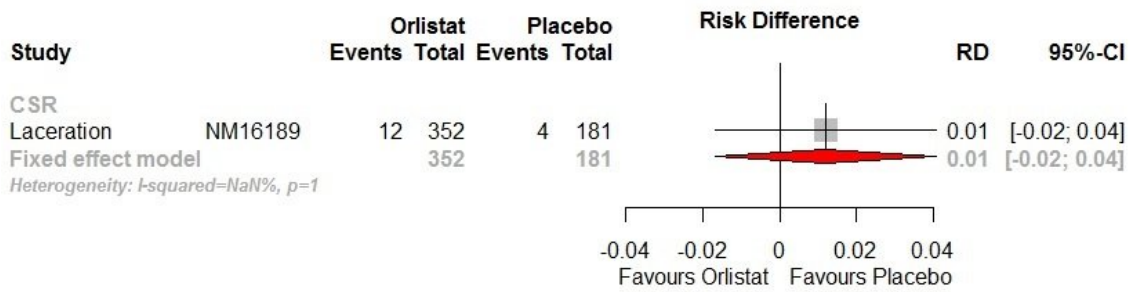 Orlistat Placebo Risk Difference
Study Events Total Events Total RD 95%-CI
CSR
Laceration NM16189 12 352 4 181 0.01 [-0.02; 0.04]
Fixed effect model 352 181 0.01 [-0.02; 0.04]
Heterogeneity: I-squared=NaN%, p=1
-0.04 -0.02 0 0.02 0.04
Favours Orlistat Favours Placebo